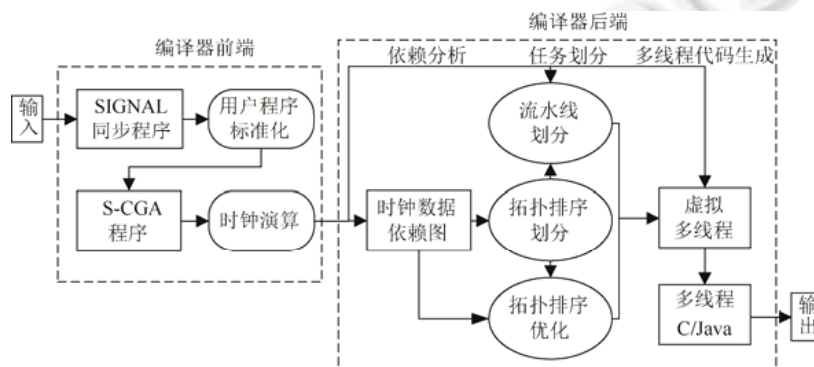 编译器后端
编译器前端
依赖分析 任务划分 多线程代码生成
输入
SIGNAL
同步程序
用户程序
标准化
流水线
划分
S-CGA
程序
时钟演算
时钟数据
依赖图
拓扑排序
划分
虚拟
多线程
拓扑排序
优化
多线程
C/Java
输出